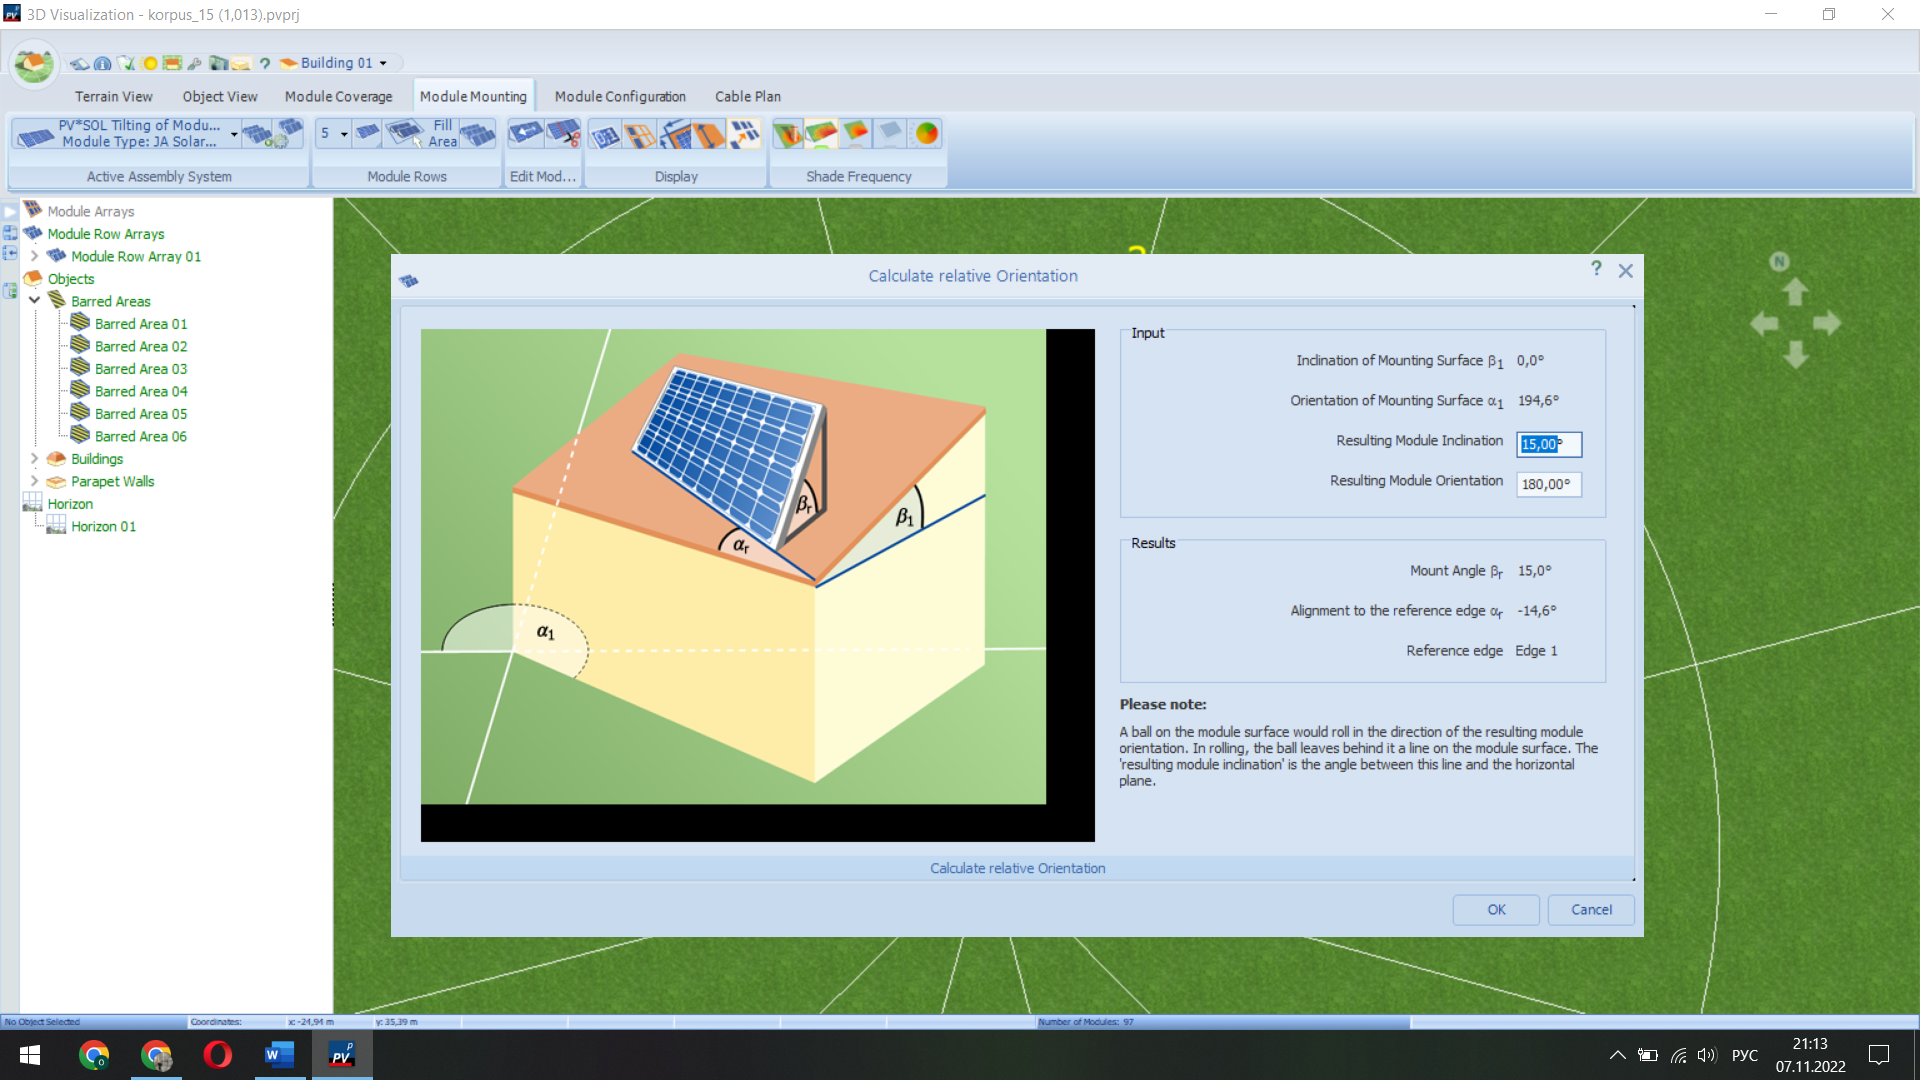 3D Visualization - korpus_15 (1,013).pvprj
Building 01
Terrain View
Object View
Module Coverage
Module Mounting
Module Configuration
Cable Plan
PV*SOL Tilting of Modu...
Module Type: JA Solar...
Active Assembly System
5
Fill
Area
Module Rows
Edit Mod...
Display
Shade Frequency
Module Arrays
Module Row Arrays
Module Row Array 01
Objects
Barred Areas
Barred Area 01
Barred Area 02
Barred Area 03
Barred Area 04
Barred Area 05
Barred Area 06
Buildings
Parapet Walls
Horizon
Horizon 01
N
Calculate relative Orientation
?
βr
β1
αr
α1
Input
Inclination of Mounting Surface β1 0,0°
Orientation of Mounting Surface α1 194,6°
Resulting Module Inclination 15,00°
Resulting Module Orientation 180,00°
Results
Mount Angle βr 15,0°
Alignment to the reference edge αr -14,6°
Reference edge Edge 1
Please note:
A ball on the module surface would roll in the direction of the resulting module
orientation. In rolling, the ball leaves behind it a line on the module surface. The
'resulting module inclination' is the angle between this line and the horizontal
plane.
Calculate relative Orientation
OK
Cancel
No Object Selected
Coordinates:
x: -24,94 m
y: 35,39 m
Number of Modules: 97
РУС
21:13
07.11.2022